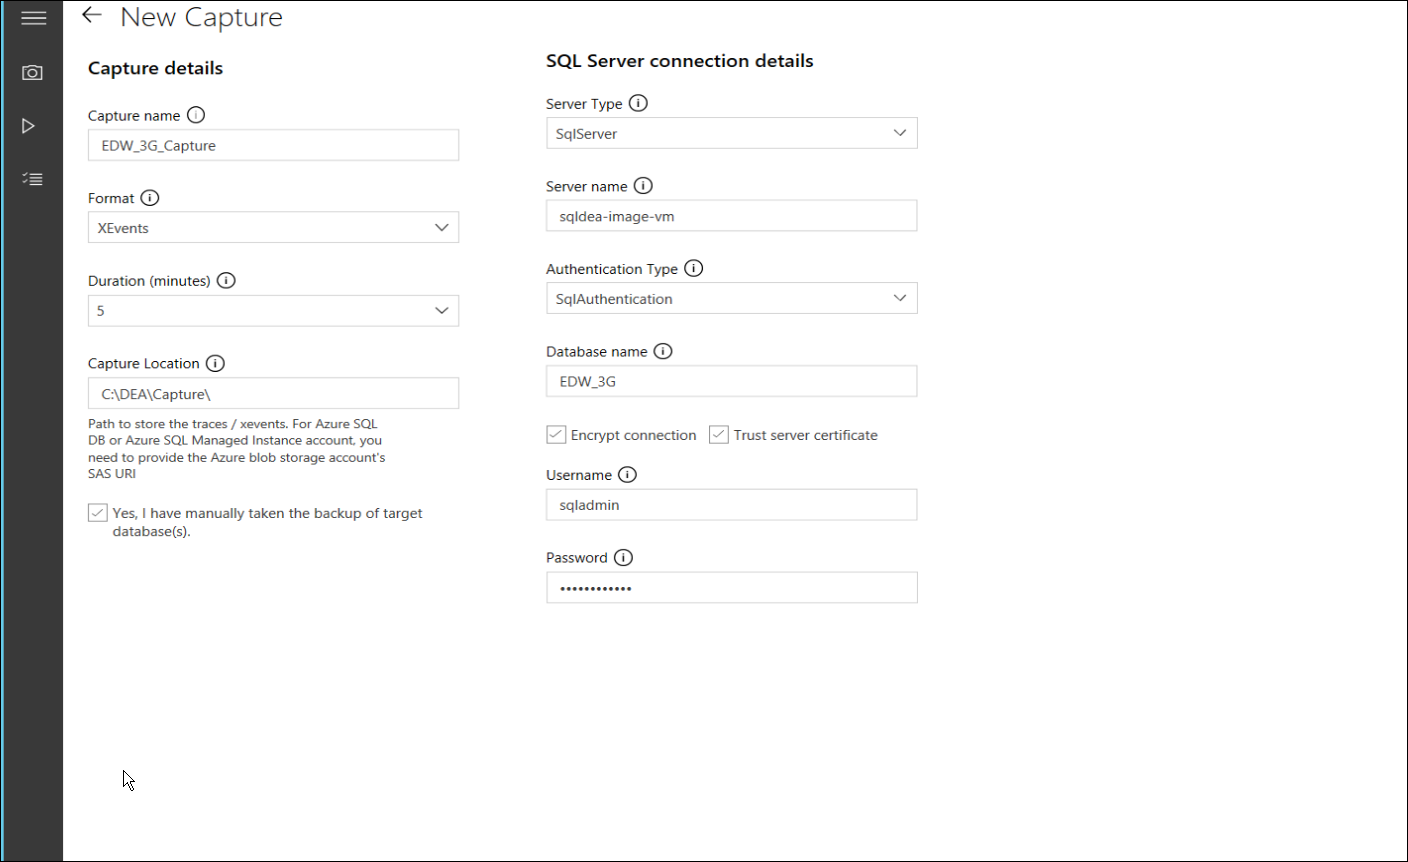 New Capture
Capture details
Capture name
EDW_3G_Capture
Format
XEvents
Duration (minutes)
5
Capture Location
C:\DEA\Capture\
Path to store the traces / xevents. For Azure SQL
DB or Azure SQL Managed Instance account, you
need to provide the Azure blob storage account's
SAS URI
Yes, I have manually taken the backup of target
database(s).
SQL Server connection details
Server Type
SqlServer
Server name
sqldea-image-vm
Authentication Type
SqlAuthentication
Database name
EDW_3G
Encrypt connection Trust server certificate
Username
sqladmin
Password
••••••••••••